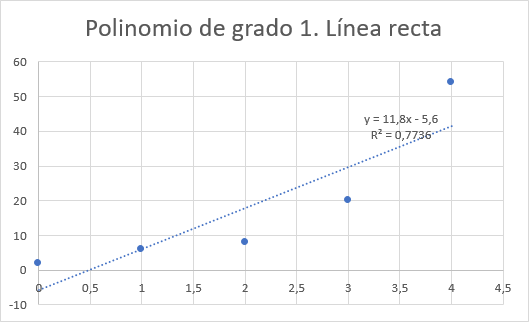 Polinomio de grado 1. Línea recta
60
50
40
30
20
10
0
-10
y = 11,8x - 5,6
R² = 0,7736
0 0,5 1 1,5 2 2,5 3 3,5 4 4,5